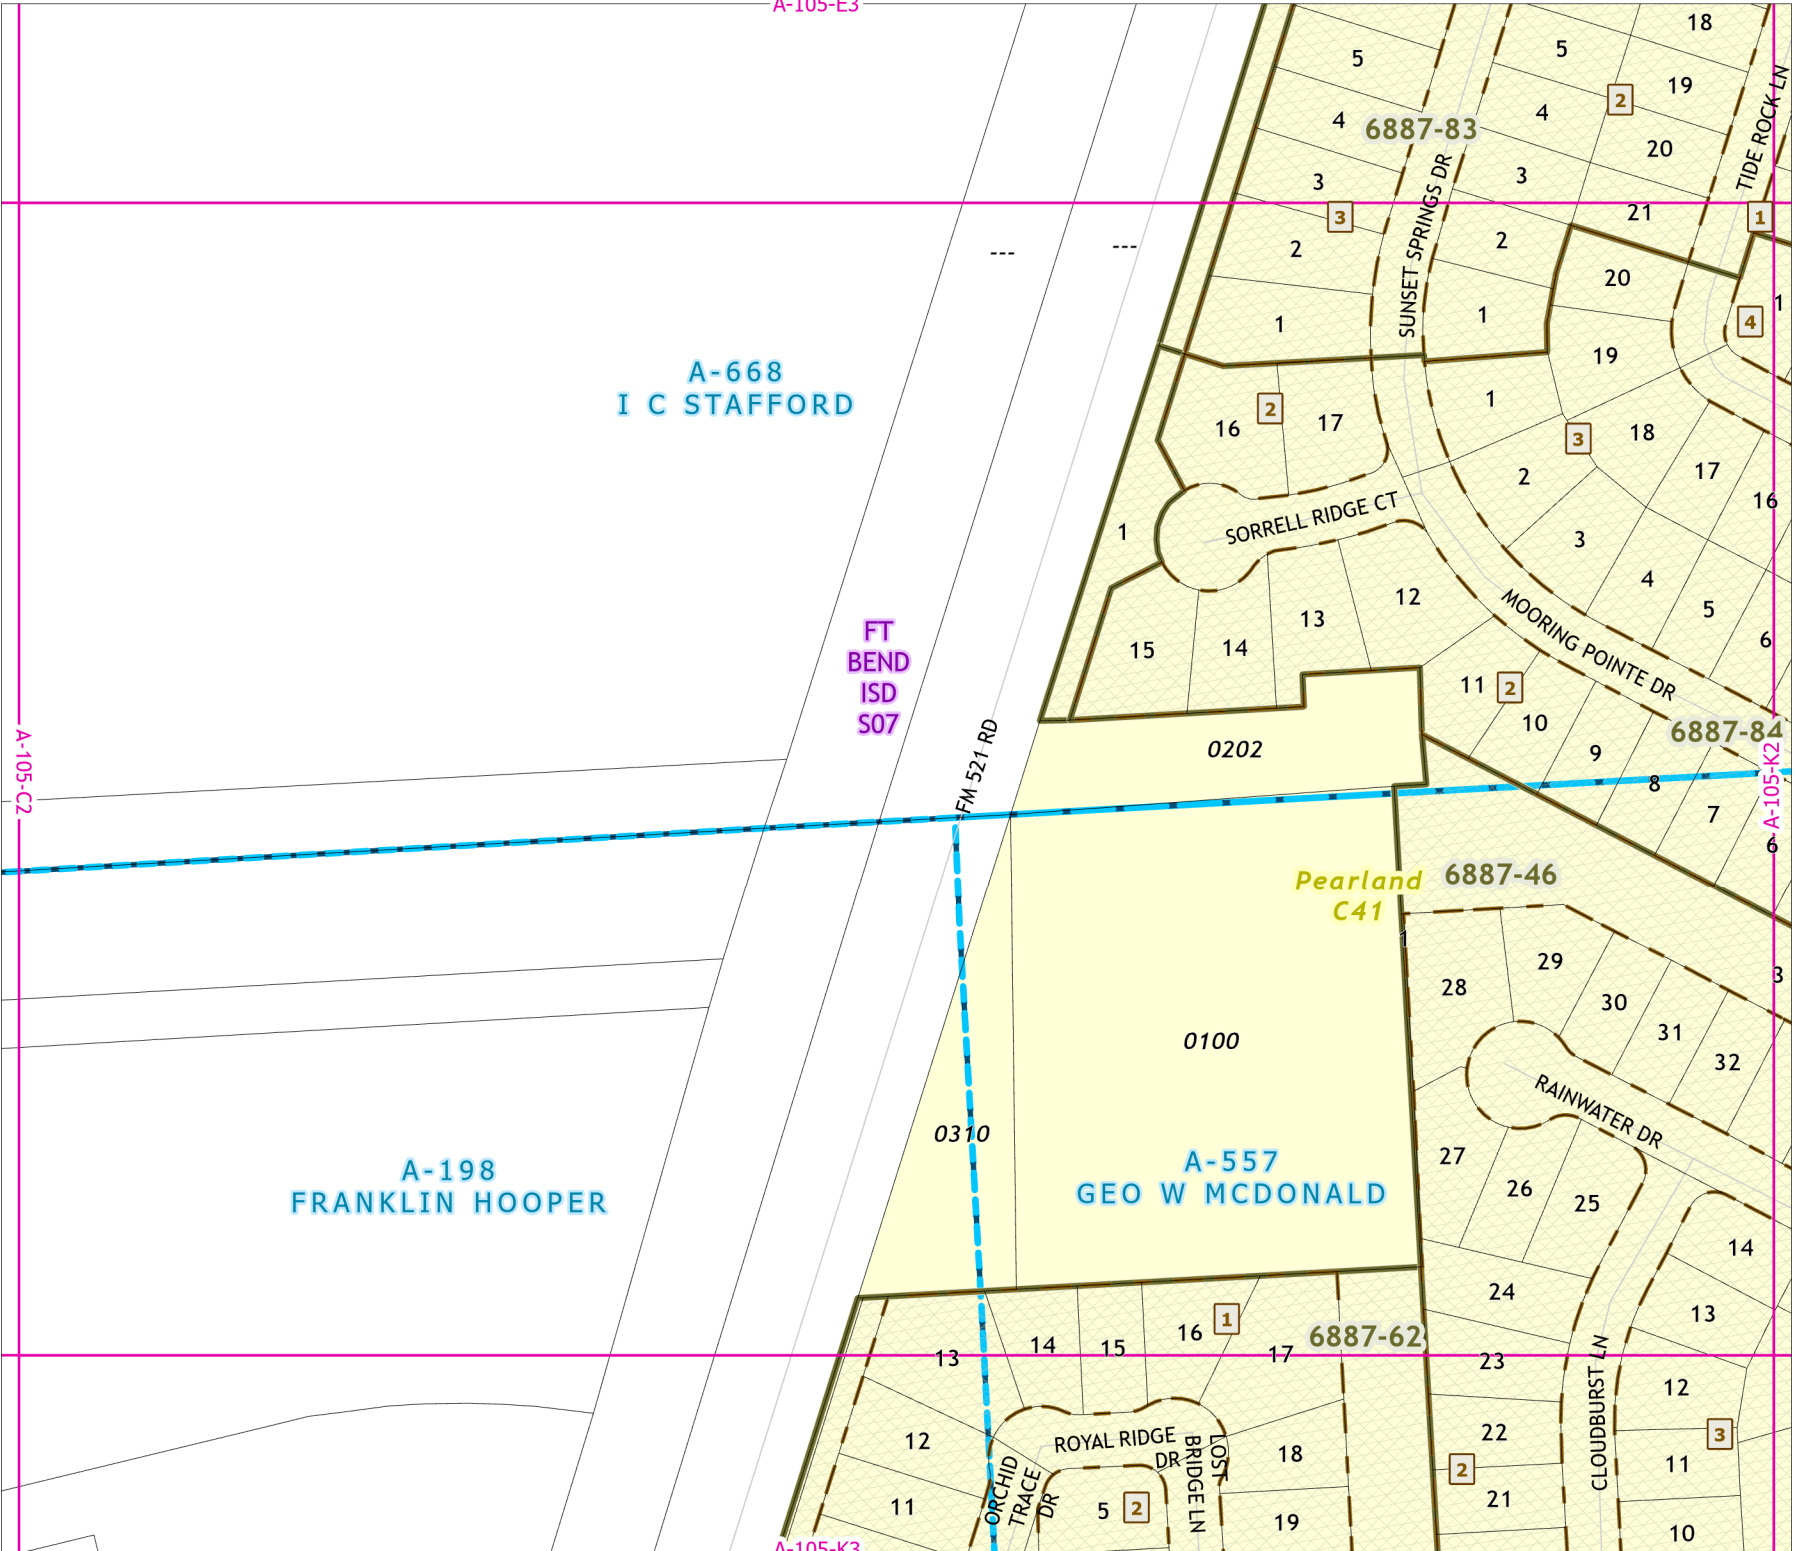 A-105-E3
18
5
5
19
TIDE ROCK LN
2
4
4
6887-83
20
3
3
21
3
1
SUNSET SPRINGS DR
2
2
---
---
20
1
4
1
1
19
A-668
I C STAFFORD
1
2
16
17
3
18
17
2
16
SORRELL RIDGE CT
1
3
4
12
5
13
MOORING POINTE DR
6
FT
BEND
ISD
S07
15
14
11
2
10
6887-84
A-105-C2
FM 521 RD
0202
9
A-105-K2
8
7
6
Pearland
C41
6887-46
1
29
3
28
30
31
32
0100
RAINWATER DR
0310
27
A-557
GEO W MCDONALD
A-198
FRANKLIN HOOPER
26
25
14
24
13
1
16
6887-62
14
15
13
17
23
CLOUDBURST LN
12
12
ROYAL RIDGE
DR
LOST
BRIDGE LN
18
22
3
2
11
ORCHID
TRACE
DR
11
5
2
19
21
10
A-105-K3